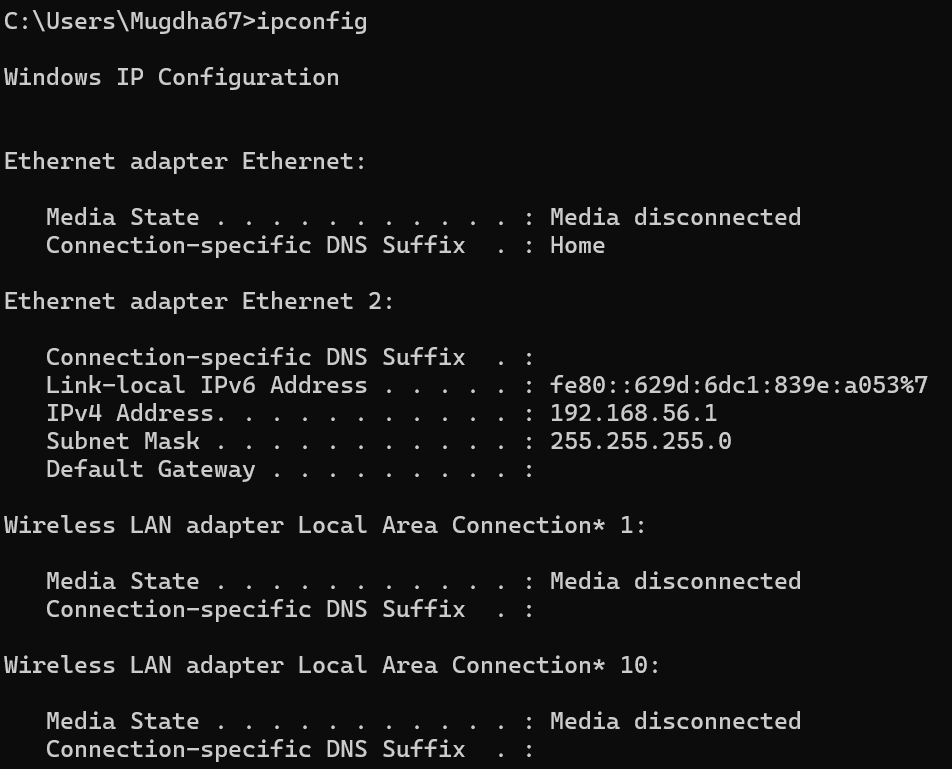 C:\Users\Mugdha67>ipconfig
Windows IP Configuration
Ethernet adapter Ethernet:
Media State . . . . . . . . . . . : Media disconnected
Connection-specific DNS Suffix  . : Home
Ethernet adapter Ethernet 2:
Connection-specific DNS Suffix  . :
Link-local IPv6 Address . . . . . : fe80::629d:6dc1:839e:a053%7
IPv4 Address. . . . . . . . . . . : 192.168.56.1
Subnet Mask . . . . . . . . . . . : 255.255.255.0
Default Gateway . . . . . . . . . :
Wireless LAN adapter Local Area Connection* 1:
Media State . . . . . . . . . . . : Media disconnected
Connection-specific DNS Suffix  . :
Wireless LAN adapter Local Area Connection* 10:
Media State . . . . . . . . . . . : Media disconnected
Connection-specific DNS Suffix  . :